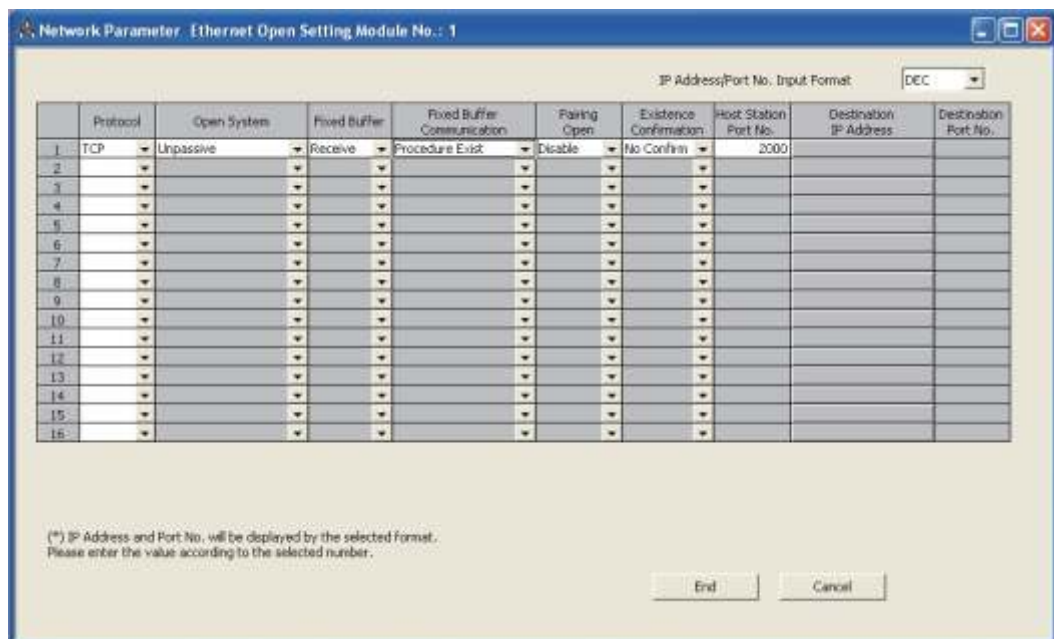 Network Parameter Ethernet Open Setting Module No.: 1
IP Address/Port No. Input Format DEC
Protocol Open System Fixed Buffer Fixed Buffer Communication Pairing Open Existence Confirmation Host Station Port No. Destination IP Address Destination Port No.
1 TCP Unpassive Receive Procedure Exist Disable No Confirm 2000
2
3
4
5
6
7
8
9
10
11
12
13
14
15
16
(*) IP Address and Port No. will be displayed by the selected format.
Please enter the value according to the selected number.
End Cancel